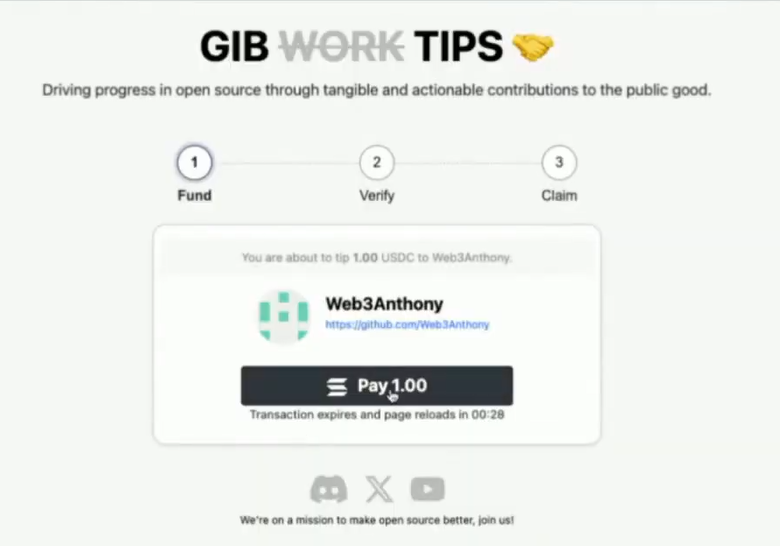 GIB WORK TIPS 🤝
Driving progress in open source through tangible and actionable contributions to the public good.
1
2
3
Fund
Verify
Claim
You are about to tip 1.00 USDC to Web3Anthony.
Web3Anthony
https://github.com/Web3Anthony
Pay 1.00
Transaction expires and page reloads in 00:28
We're on a mission to make open source better, join us!